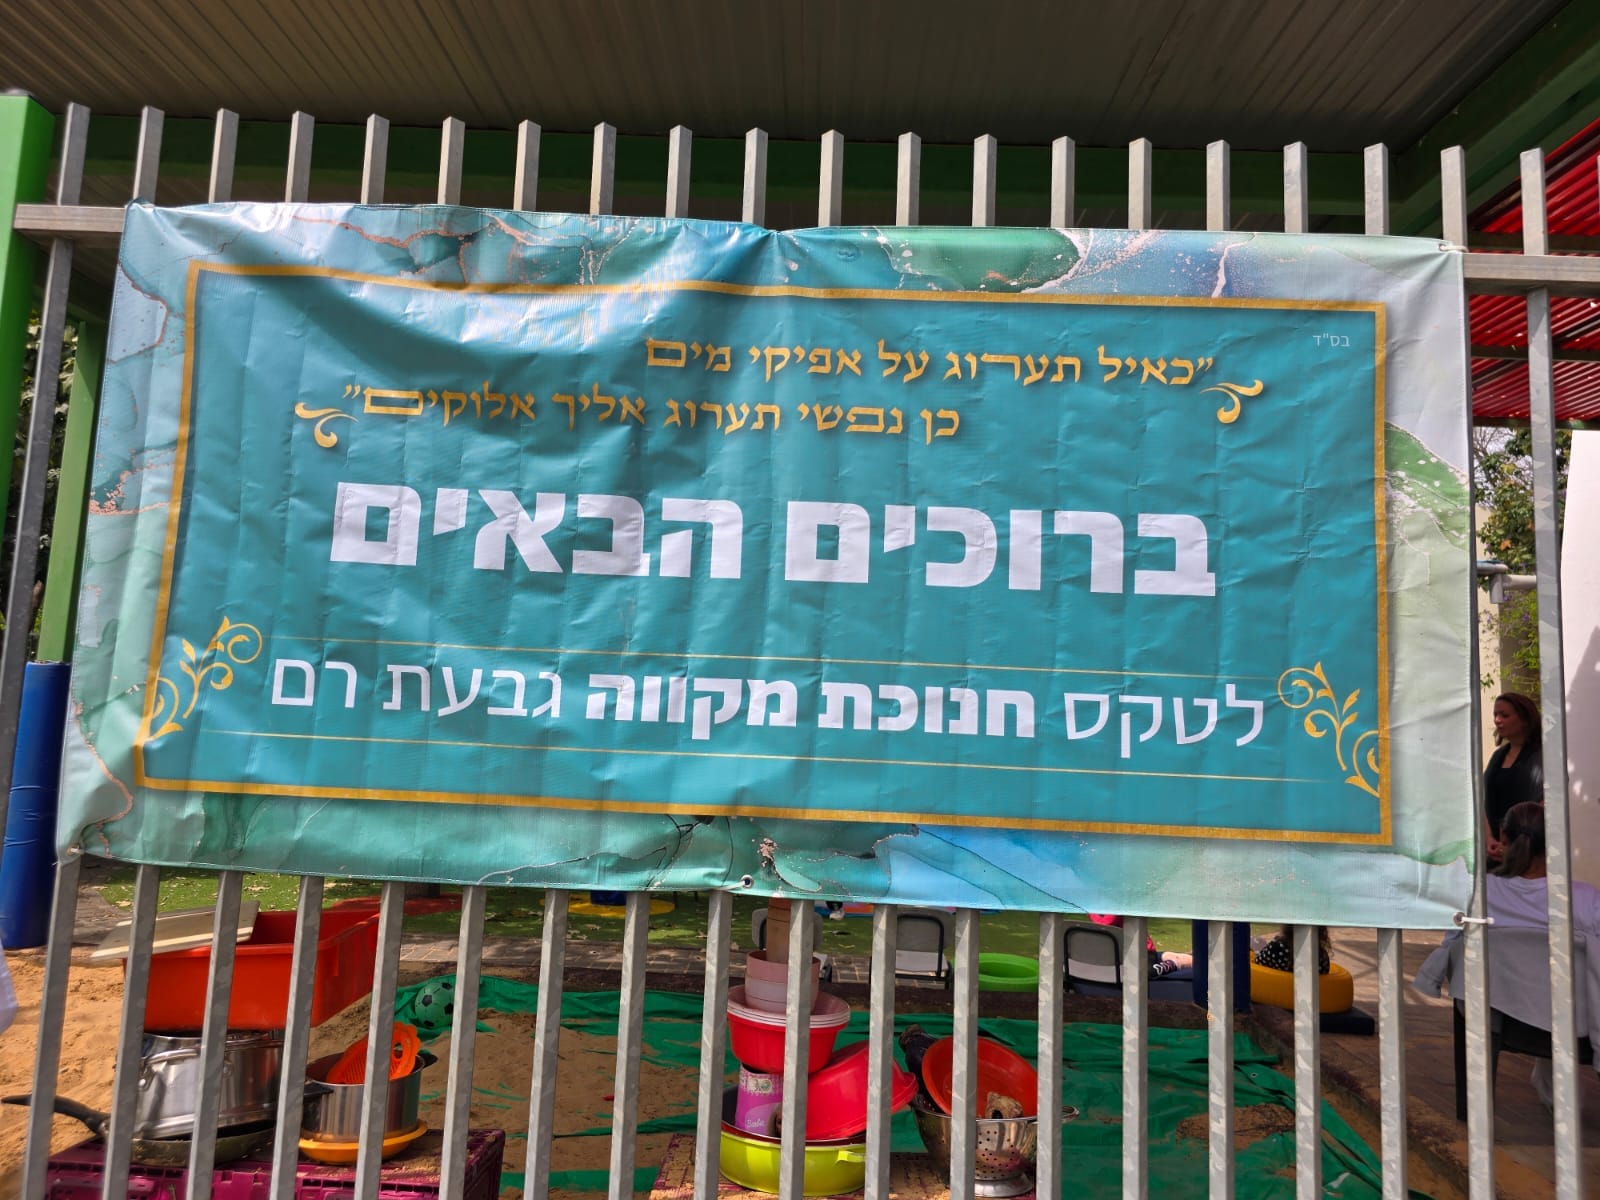 בס"ד
"כאיל תערוג על אפיקי מים
כן נפשי תערוג אליך אלוקים"
ברוכים הבאים
לטקס חנוכת מקווה גבעת רם